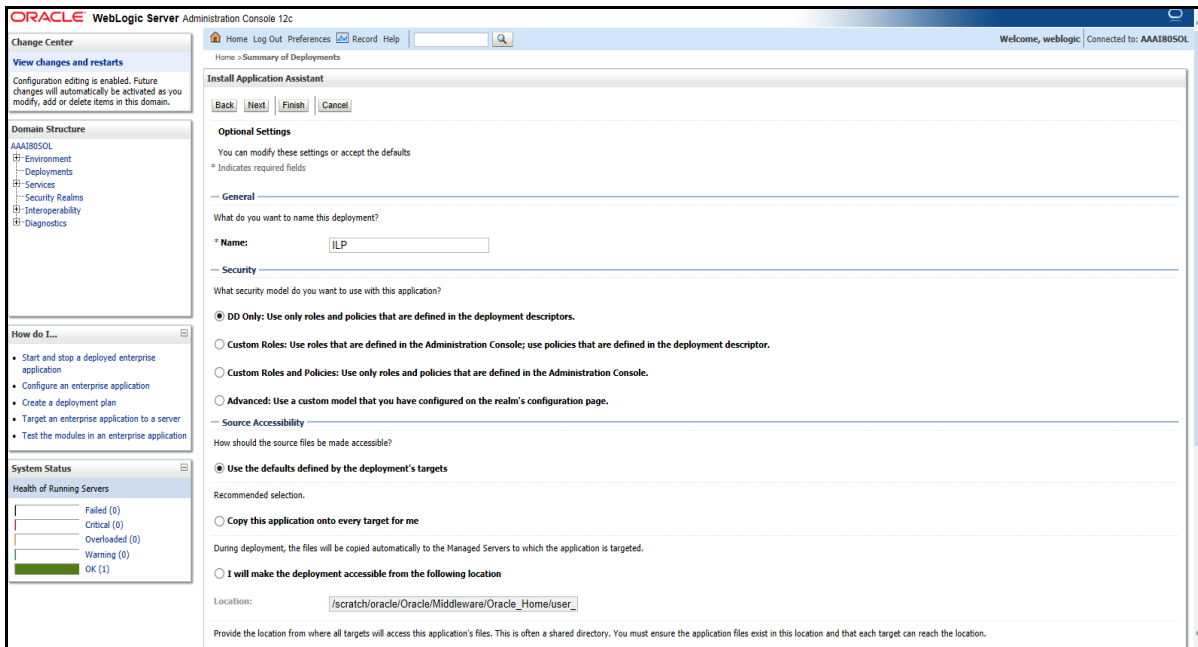 ORACLE WebLogic Server Administration Console 12c
Change Center
View changes and restarts
Configuration editing is enabled. Future
changes will automatically be activated as you
modify, add or delete items in this domain.
Domain Structure
AAAI80SOL
Environment
Deployments
Services
Security Realms
Interoperability
Diagnostics
How do I...
Start and stop a deployed enterprise
application
Configure an enterprise application
Create a deployment plan
Target an enterprise application to a server
Test the modules in an enterprise application
System Status
Health of Running Servers
Failed (0)
Critical (0)
Overloaded (0)
Warning (0)
OK (1)
Home Log Out Preferences Record Help
Welcome, weblogic Connected to: AAAI80SOL
Home >Summary of Deployments
Install Application Assistant
Back Next Finish Cancel
Optional Settings
You can modify these settings or accept the defaults
* Indicates required fields
General
What do you want to name this deployment?
* Name: ILP
Security
What security model do you want to use with this application?
DD Only: Use only roles and policies that are defined in the deployment descriptors.
Custom Roles: Use roles that are defined in the Administration Console; use policies that are defined in the deployment descriptor.
Custom Roles and Policies: Use only roles and policies that are defined in the Administration Console.
Advanced: Use a custom model that you have configured on the realm's configuration page.
Source Accessibility
How should the source files be made accessible?
Use the defaults defined by the deployment's targets
Recommended selection.
Copy this application onto every target for me
During deployment, the files will be copied automatically to the Managed Servers to which the application is targeted.
I will make the deployment accessible from the following location
Location: /scratch/oracle/Oracle/Middleware/Oracle_Home/user_
Provide the location from where all targets will access this application's files. This is often a shared directory. You must ensure the application files exist in this location and that each target can reach the location.